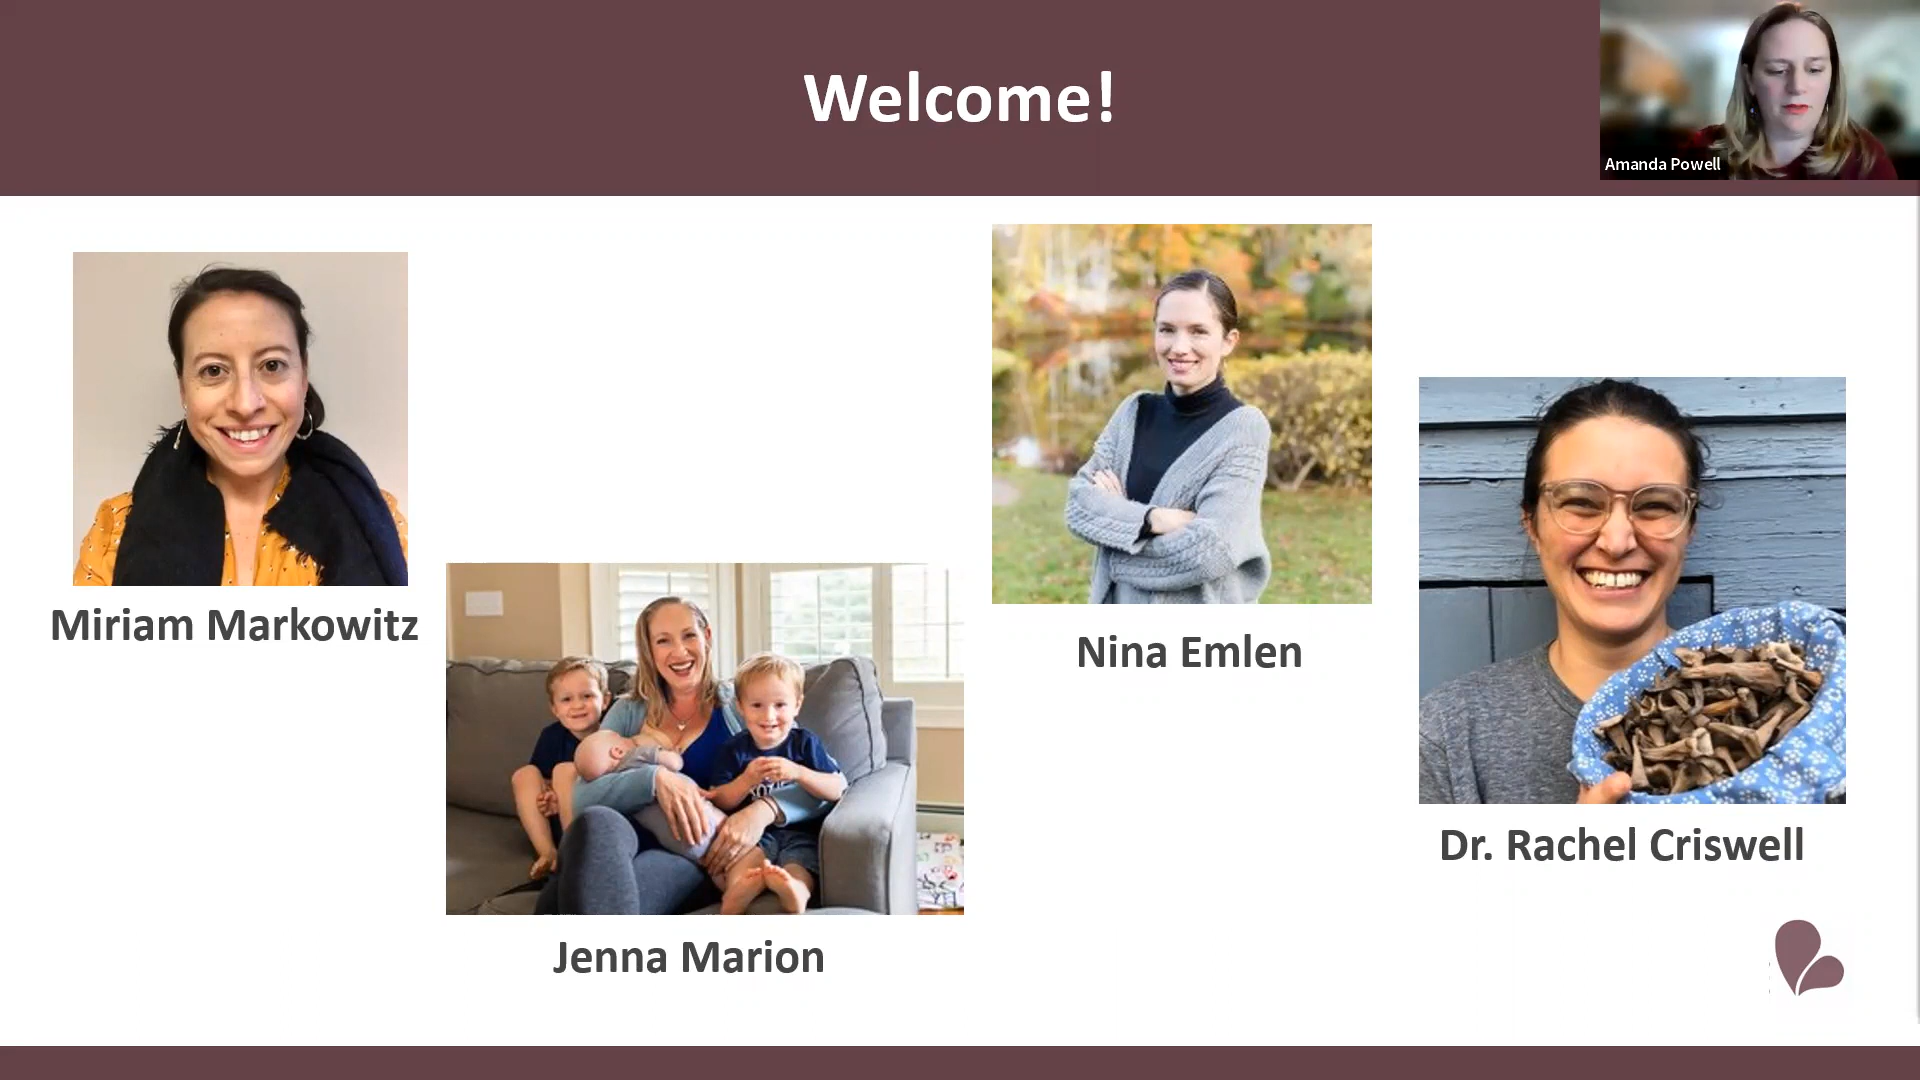 Welcome!
Amanda Powell
Miriam Markowitz
Nina Emlen
Dr. Rachel Criswell
Jenna Marion